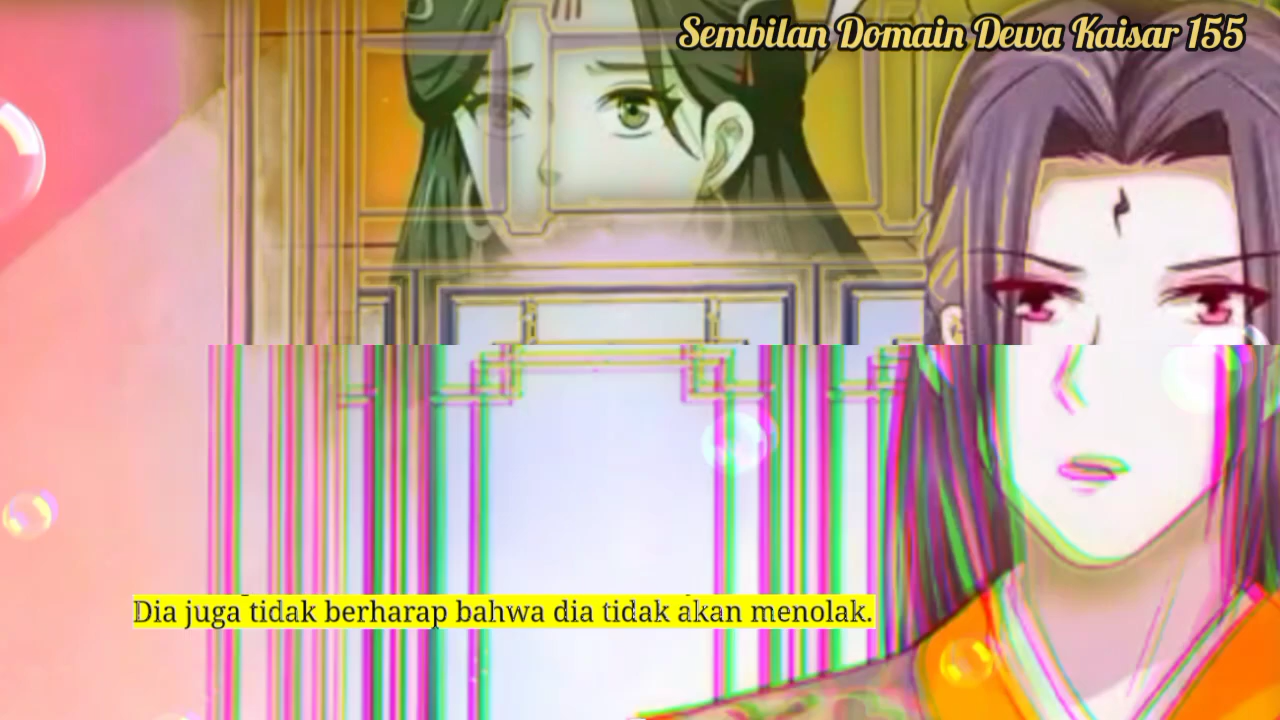 Sembilan Domain Dewa Kaisar 155
Dia juga tidak berharap bahwa dia tidak akan menolak.